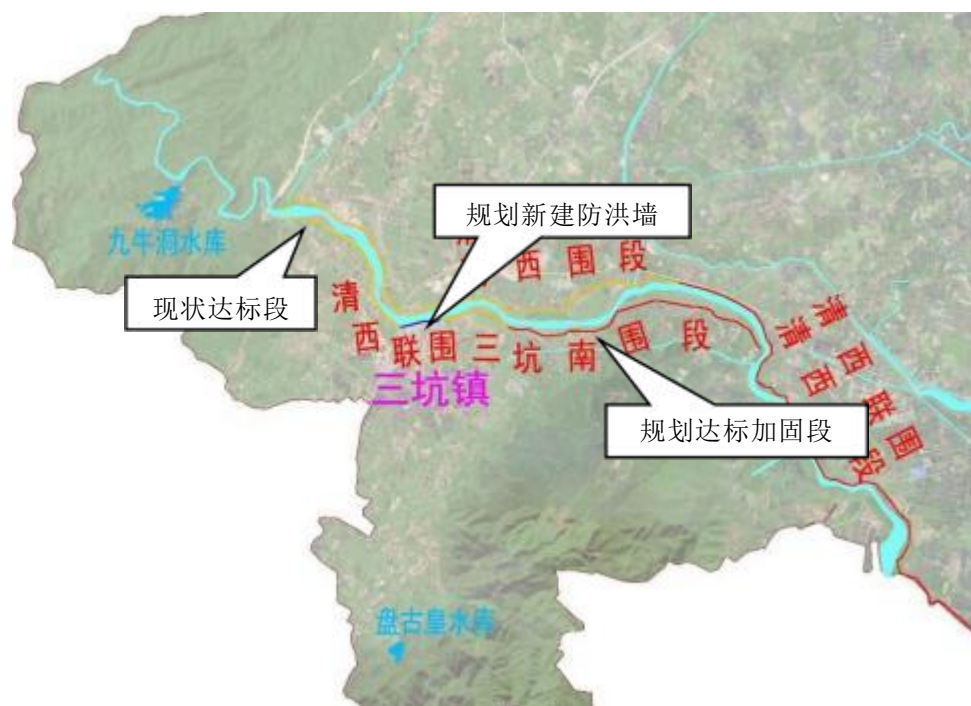 规划新建防洪墙
九牛洞水库
现状达标段
西围段
清西联围三坑南围段
三坑镇
规划达标加固段
清西联围
清西段
盘古皇水库